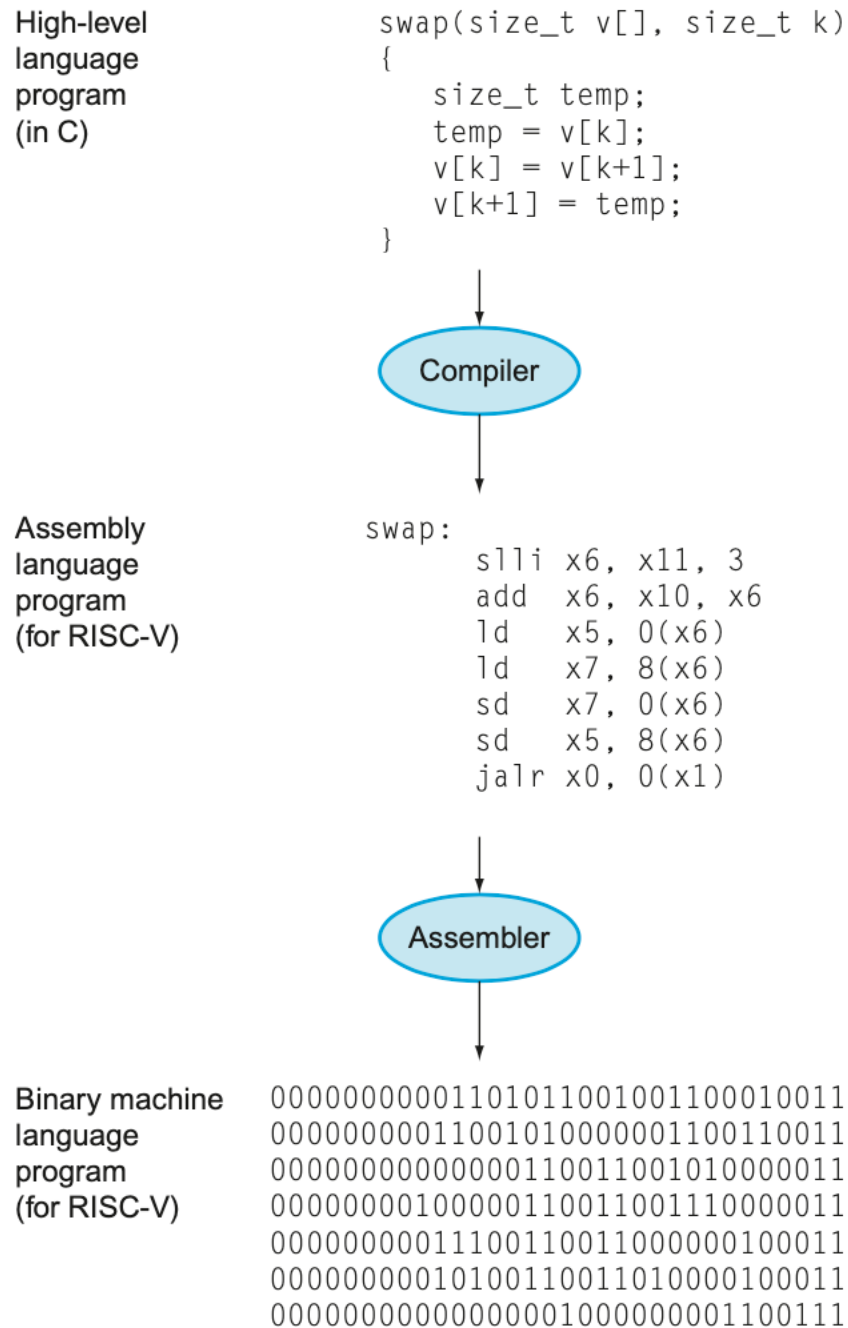 High-level
language
program
(in C)
swap(size_t v[], size_t k)
{
size_t temp;
temp = v[k];
v[k] = v[k+1];
v[k+1] = temp;
}
Compiler
Assembly
language
program
(for RISC-V)
swap:
slli x6, x11, 3
add x6, x10, x6
ld x5, 0(x6)
ld x7, 8(x6)
sd x7, 0(x6)
sd x5, 8(x6)
jalr x0, 0(x1)
Assembler
Binary machine
language
program
(for RISC-V)
00000000001101011001001100010011
00000000011001010000001100110011
00000000000000110011001010000011
00000000100000110011001110000011
00000000011100110011000000100011
00000000010100110011010000100011
00000000000000001000000001100111